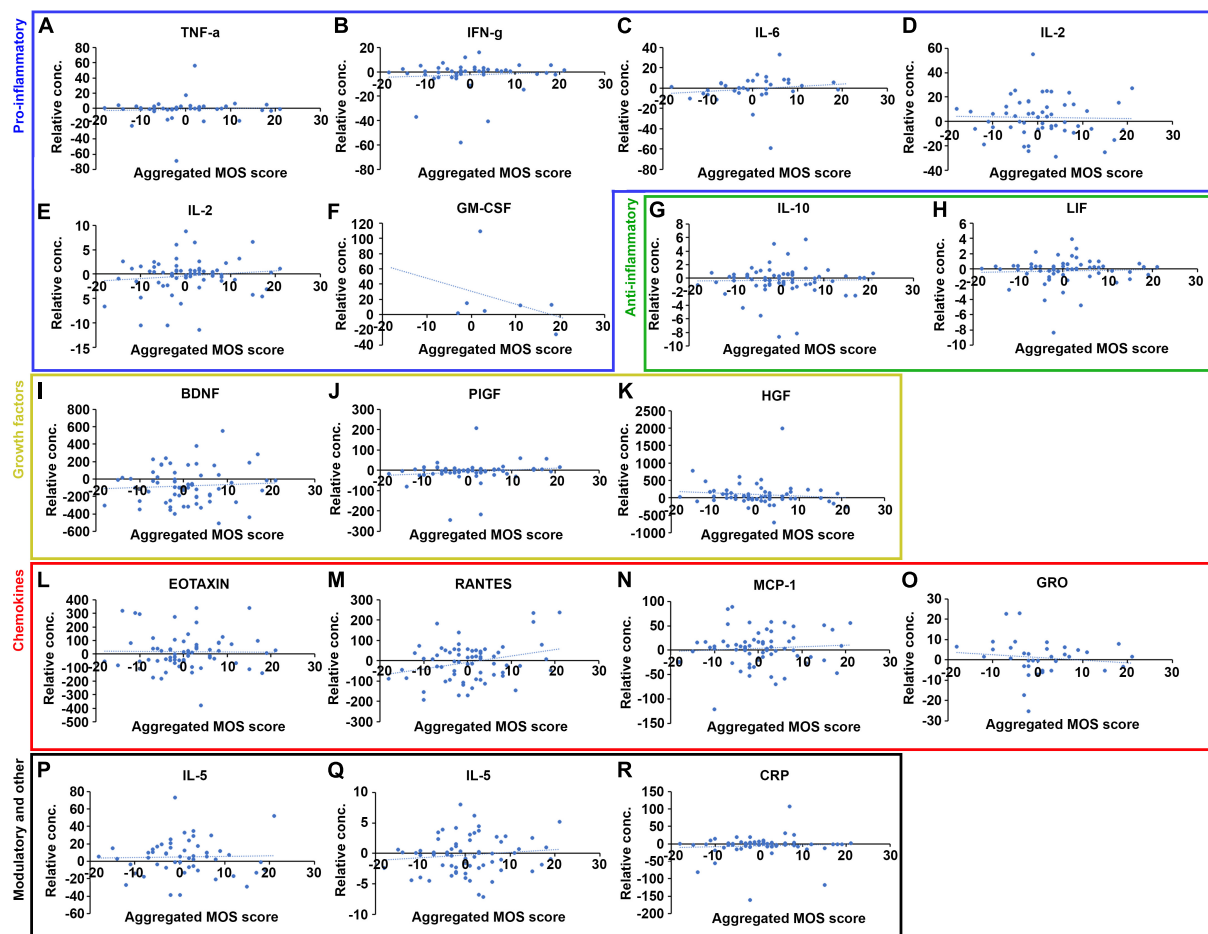 Pro-inflammatory
A
TNF-a
Relative conc.
80
60
40
20
0
-20
-40
-60
-80
-20 -10 0 10 20 30
Aggregated MOS score
B
IFN-g
Relative conc.
20
0
-20
-40
-60
-80
-20 -10 0 10 20 30
Aggregated MOS score
C
IL-6
Relative conc.
40
20
0
-20
-40
-60
-80
-20 -10 0 10 20 30
Aggregated MOS score
D
IL-2
Relative conc.
60
40
20
0
-20
-40
-20 -10 0 10 20 30
Aggregated MOS score
E
IL-2
Relative conc.
10
5
0
-5
-10
-15
-20 -10 0 10 20 30
Aggregated MOS score
F
GM-CSF
Relative conc.
120
100
80
60
40
20
0
-20
-40
-20 -10 0 10 20 30
Aggregated MOS score
Anti-inflammatory
G
IL-10
Relative conc.
8
6
4
2
0
-2
-4
-6
-8
-10
-20 -10 0 10 20 30
Aggregated MOS score
H
LIF
Relative conc.
6
4
2
0
-2
-4
-6
-8
-10
-20 -10 0 10 20 30
Aggregated MOS score
Growth factors
I
BDNF
Relative conc.
800
600
400
200
0
-200
-400
-600
-20 -10 0 10 20 30
Aggregated MOS score
J
PIGF
Relative conc.
300
200
100
0
-100
-200
-300
-20 -10 0 10 20 30
Aggregated MOS score
K
HGF
Relative conc.
2500
2000
1500
1000
500
0
-500
-1000
-20 -10 0 10 20 30
Aggregated MOS score
Chemokines
L
EOTAXIN
Relative conc.
400
300
200
100
0
-100
-200
-300
-400
-500
-20 -10 0 10 20 30
Aggregated MOS score
M
RANTES
Relative conc.
300
200
100
0
-100
-200
-300
-20 -10 0 10 20 30
Aggregated MOS score
N
MCP-1
Relative conc.
100
50
0
-50
-100
-150
-20 -10 0 10 20 30
Aggregated MOS score
O
GRO
Relative conc.
30
20
10
0
-10
-20
-30
-20 -10 0 10 20 30
Aggregated MOS score
Modulatory and other
P
IL-5
Relative conc.
80
60
40
20
0
-20
-40
-60
-20 -10 0 10 20 30
Aggregated MOS score
Q
IL-5
Relative conc.
10
5
0
-5
-10
-20 -10 0 10 20 30
Aggregated MOS score
R
CRP
Relative conc.
150
100
50
0
-50
-100
-150
-200
-20 -10 0 10 20 30
Aggregated MOS score